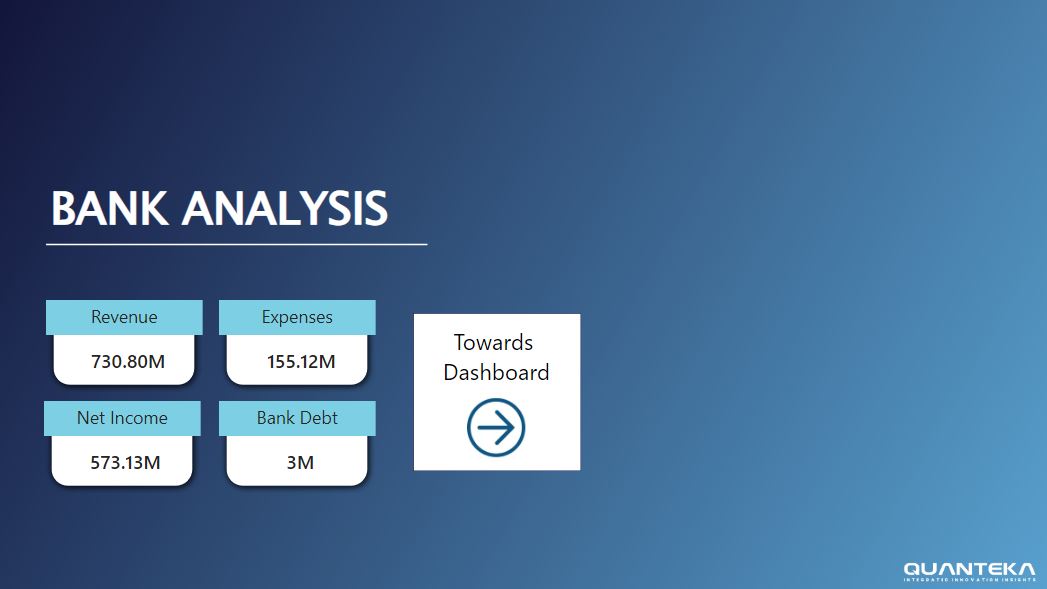 BANK ANALYSIS
Revenue
730.80M
Expenses
155.12M
Net Income
573.13M
Bank Debt
3M
Towards
Dashboard
QUANTEKA
INTEGRATED INNOVATION INSIGHTS